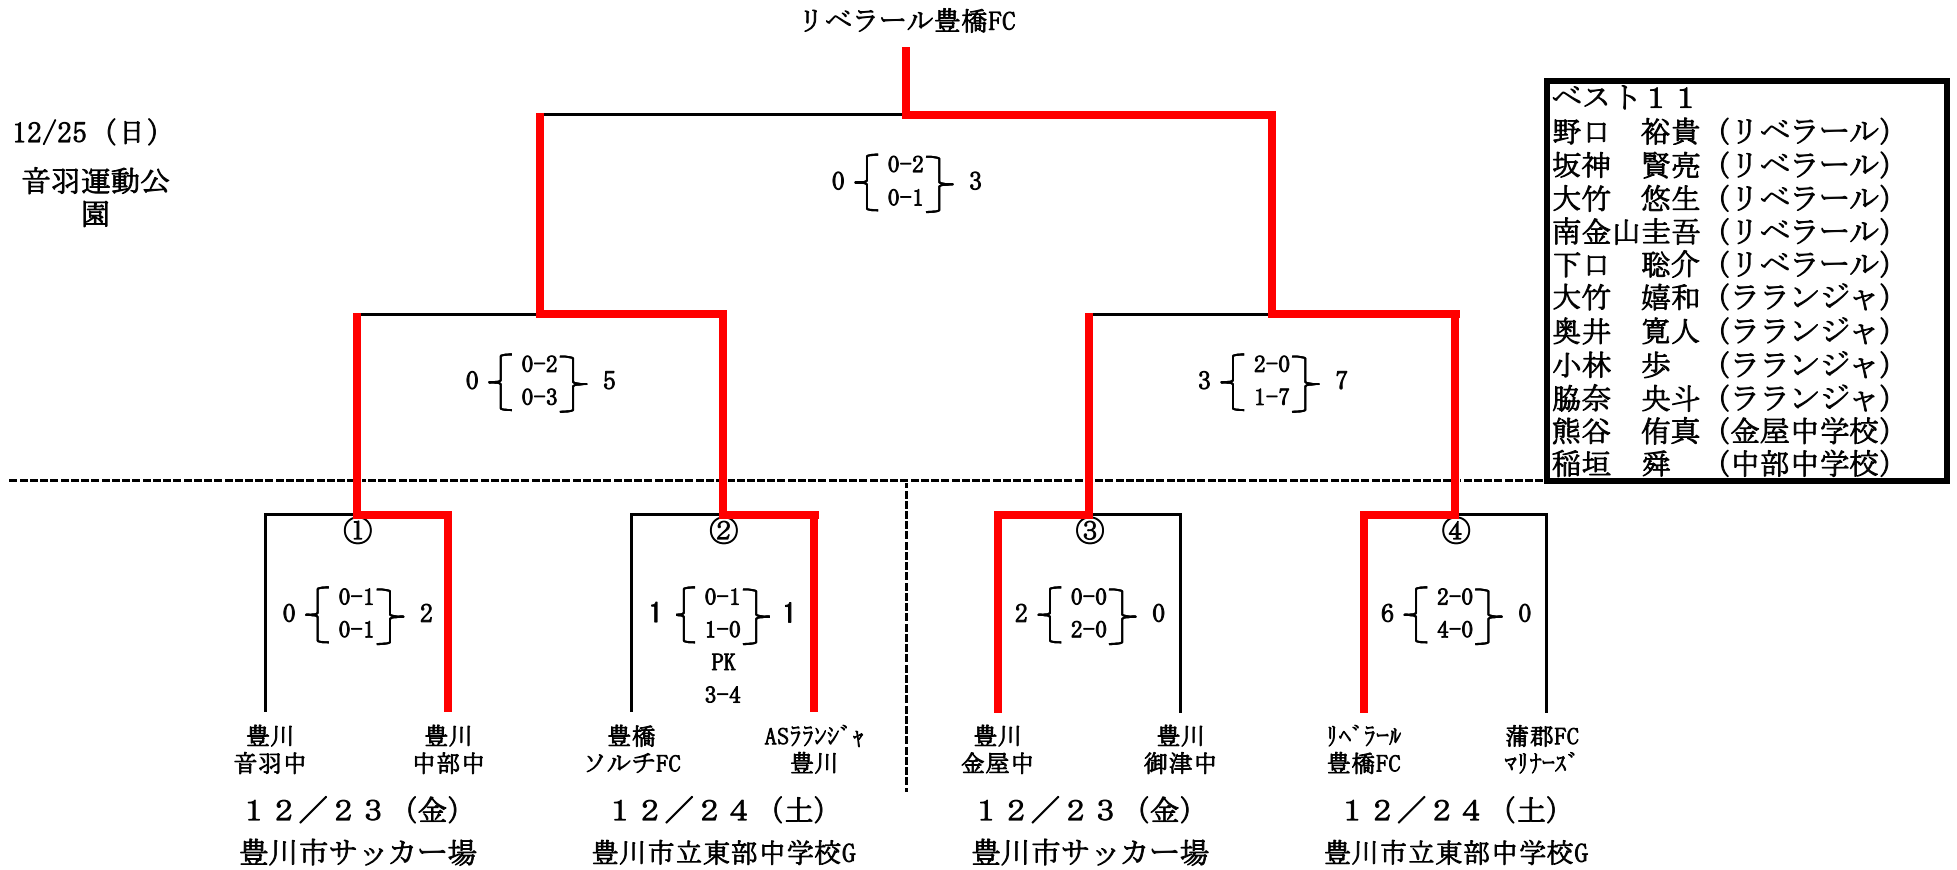 リベラール豊橋FC
12/25（日）
音羽運動公
園
0 0-2 3
0-1
ベスト１１
野口　裕貴（リベラール）
坂神　賢亮（リベラール）
大竹　悠生（リベラール）
南金山圭吾（リベラール）
下口　聡介（リベラール）
大竹　嬉和（ラランジャ）
奥井　寛人（ラランジャ）
小林　歩　（ラランジャ）
脇奈　央斗（ラランジャ）
熊谷　侑真（金屋中学校）
稲垣　舜　（中部中学校）
0 0-2 5
0-3
3 2-0 7
1-7
① ② ③ ④
0 0-1 2
0-1
1 0-1 1
1-0
PK
3-4
2 0-0 0
2-0
6 2-0 0
4-0
豊川
音羽中
豊川
中部中
豊橋
ソルチFC
ASﾗﾗﾝｼﾞｬ
豊川
豊川
金屋中
豊川
御津中
ﾘﾍﾞﾗｰﾙ
豊橋FC
蒲郡FC
ﾏﾘﾅｰｽﾞ
１２／２３（金）
豊川市サッカー場
１２／２４（土）
豊川市立東部中学校G
１２／２３（金）
豊川市サッカー場
１２／２４（土）
豊川市立東部中学校G